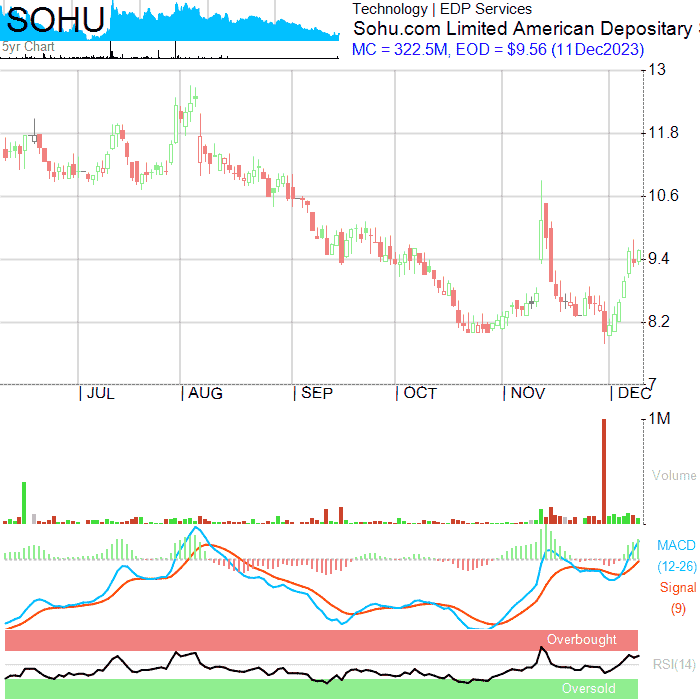 SOHU
5yr Chart
Technology | EDP Services
Sohu.com Limited American Depositary
MC = 322.5M, EOD = $9.56 (11Dec2023)
13
11.8
10.6
9.4
8.2
7
JUL AUG SEP OCT NOV DEC
1M
Volume
MACD
(12-26)
Signal
(9)
Overbought
RSI(14)
Oversold